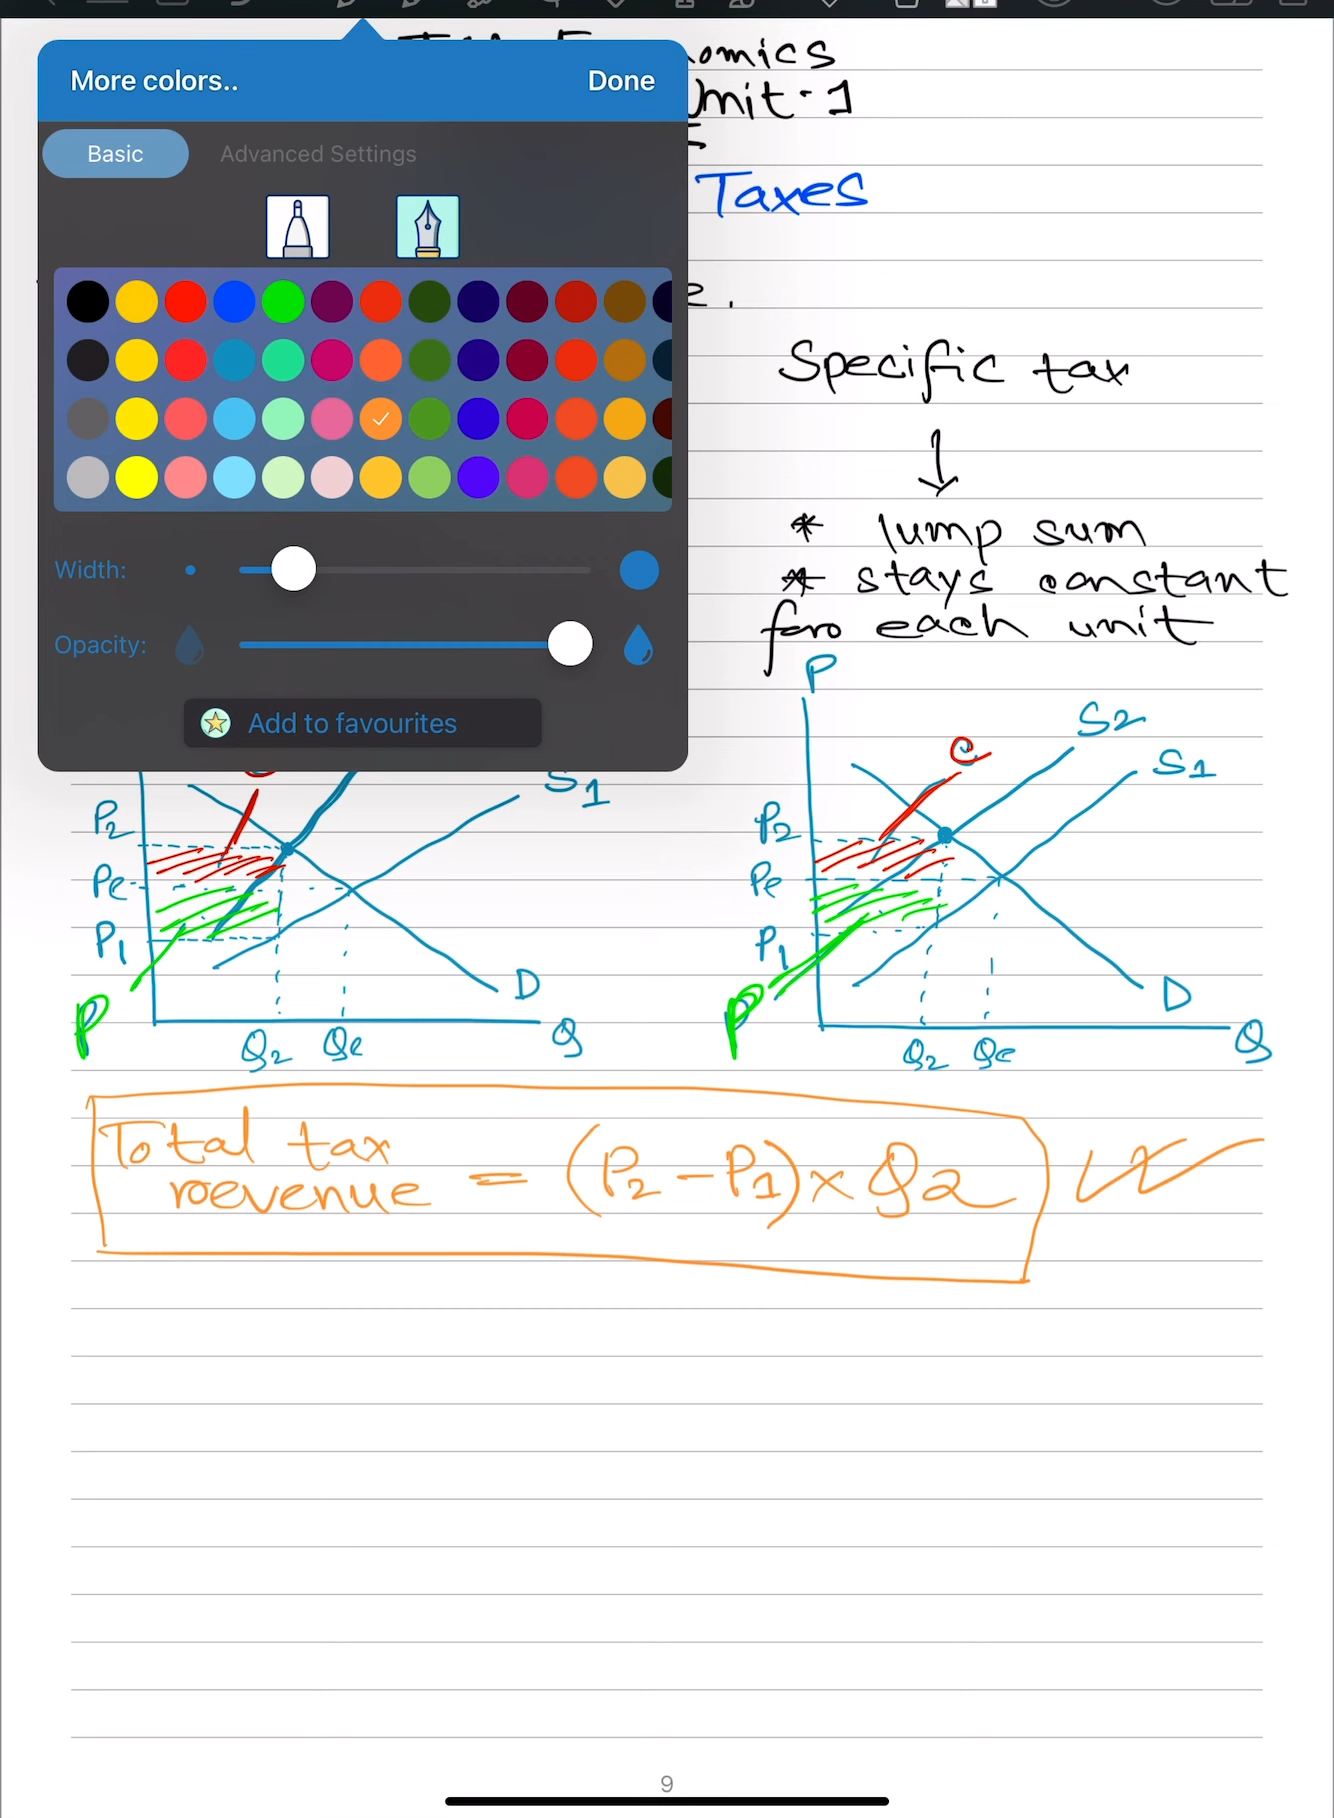 More colors..
Done
Basic
Advanced Settings
Width:
Opacity:
Add to favourites
omics
Unit-1
Taxes
Specific tax
* lump sum
* stays constant
for each unit
P2
Pe
P1
P
S1
D
Q2
Qe
Q
P
C
S2
S1
P2
Pe
P1
P
D
Q2
Qe
Q
Total tax
revenue = (P2-P1)×Q2
9